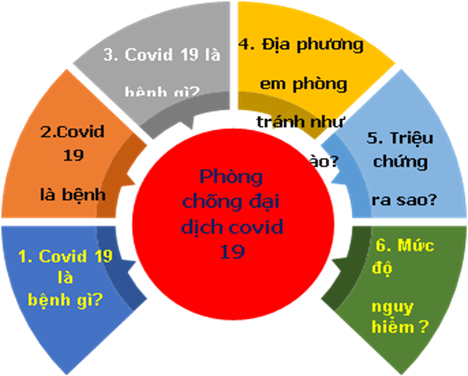 1. Covid 19
là
bệnh gì?
2.Covid
19
là bệnh
3. Covid 19 là
bệnh gì?
4. Địa phương
em phòng
tránh như
ào?
5. Triệu
chứng
ra sao?
6. Mức
độ
nguy
hiểm ?
Phòng
chống đại
dịch covid
19